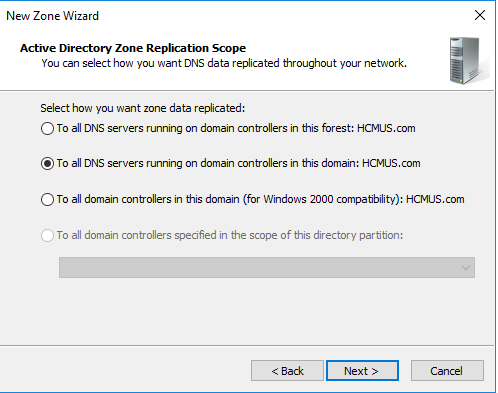 New Zone Wizard
Active Directory Zone Replication Scope
You can select how you want DNS data replicated throughout your network.
Select how you want zone data replicated:
To all DNS servers running on domain controllers in this forest: HCMUS.com
To all DNS servers running on domain controllers in this domain: HCMUS.com
To all domain controllers in this domain (for Windows 2000 compatibility): HCMUS.com
To all domain controllers specified in the scope of this directory partition:
< Back
Next >
Cancel